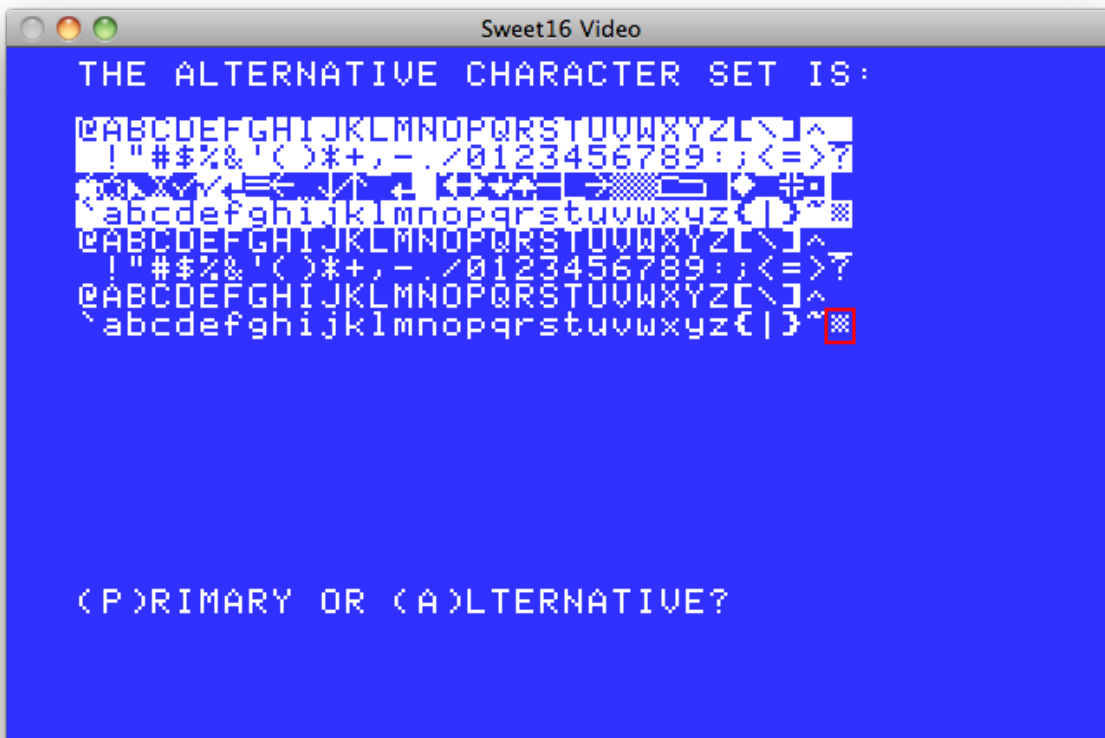 Sweet16 Video
THE ALTERNATIVE CHARACTER SET IS:
@ABCDEFGHIJKLMNOPQRSTUVWXYZ[\]^_
 !"#$%&'()*+,-./0123456789:;<=>?
`abcdefghijklmnopqrstuvwxyz{|}~▒
@ABCDEFGHIJKLMNOPQRSTUVWXYZ[\]^_
 !"#$%&'()*+,-./0123456789:;<=>?
@ABCDEFGHIJKLMNOPQRSTUVWXYZ[\]^_
`abcdefghijklmnopqrstuvwxyz{|}~▒
(P)RIMARY OR (A)LTERNATIVE?